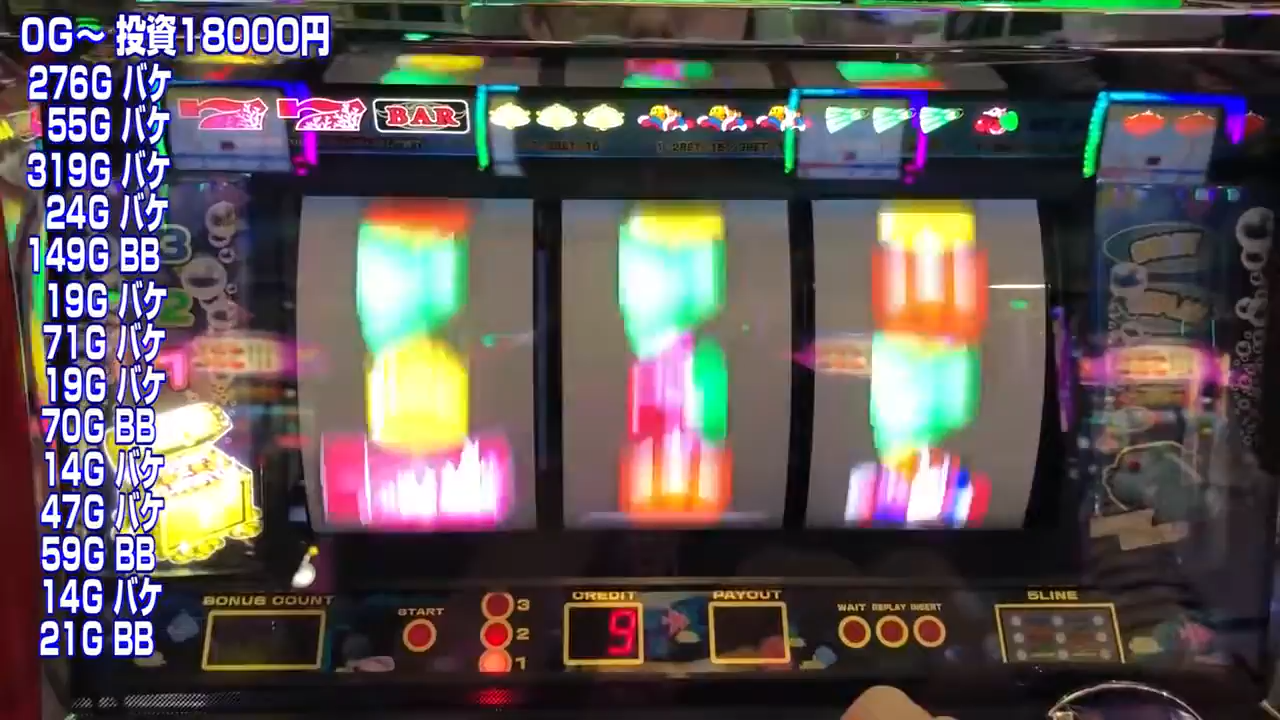 0G～ 投資18000円
276G バケ
55G バケ
319G バケ
24G バケ
149G BB
19G バケ
71G バケ
19G バケ
70G BB
14G バケ
47G バケ
59G BB
14G バケ
21G BB
BAR
3
2
1
BONUS COUNT
START
3
2
1
CREDIT
9
PAYOUT
WAIT REPLAY INSERT
5LINE